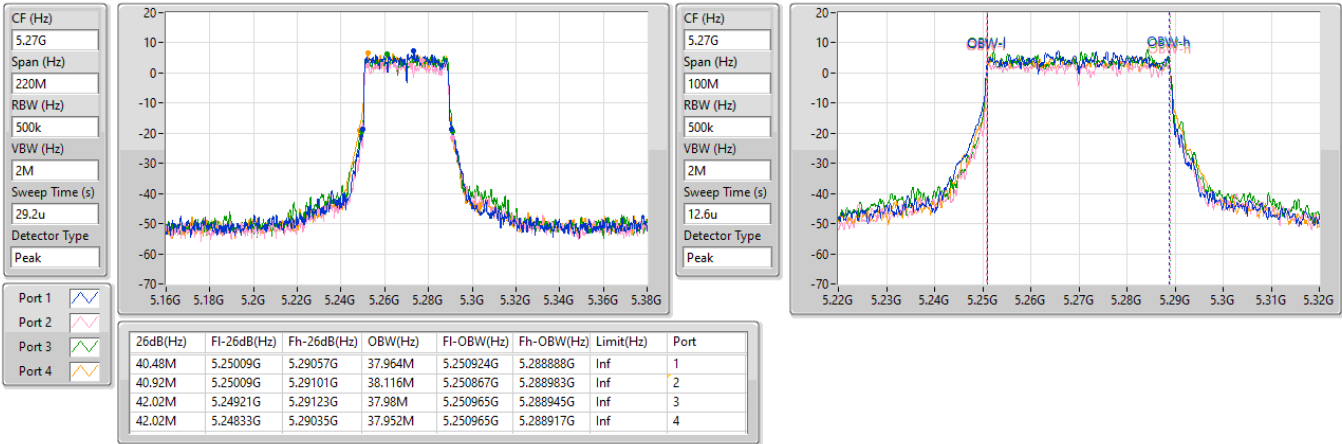 CF (Hz)
5.27G
Span (Hz)
220M
RBW (Hz)
500k
VBW (Hz)
2M
Sweep Time (s)
29.2u
Detector Type
Peak
20
10
0
-10
-20
-30
-40
-50
-60
-70
5.16G 5.18G 5.2G 5.22G 5.24G 5.26G 5.28G 5.3G 5.32G 5.34G 5.36G 5.38G
CF (Hz)
5.27G
Span (Hz)
100M
RBW (Hz)
500k
VBW (Hz)
2M
Sweep Time (s)
12.6u
Detector Type
Peak
20
10
0
-10
-20
-30
-40
-50
-60
-70
OBW-l OBW-h
5.22G 5.23G 5.24G 5.25G 5.26G 5.27G 5.28G 5.29G 5.3G 5.31G 5.32G
Port 1
Port 2
Port 3
Port 4
26dB(Hz) Fl-26dB(Hz) Fh-26dB(Hz) OBW(Hz) Fl-OBW(Hz) Fh-OBW(Hz) Limit(Hz) Port
40.48M 5.25009G 5.29057G 37.964M 5.250924G 5.288888G Inf 1
40.92M 5.25009G 5.29101G 38.116M 5.250867G 5.288983G Inf 2
42.02M 5.24921G 5.29123G 37.98M 5.250965G 5.288945G Inf 3
42.02M 5.24833G 5.29035G 37.952M 5.250965G 5.288917G Inf 4